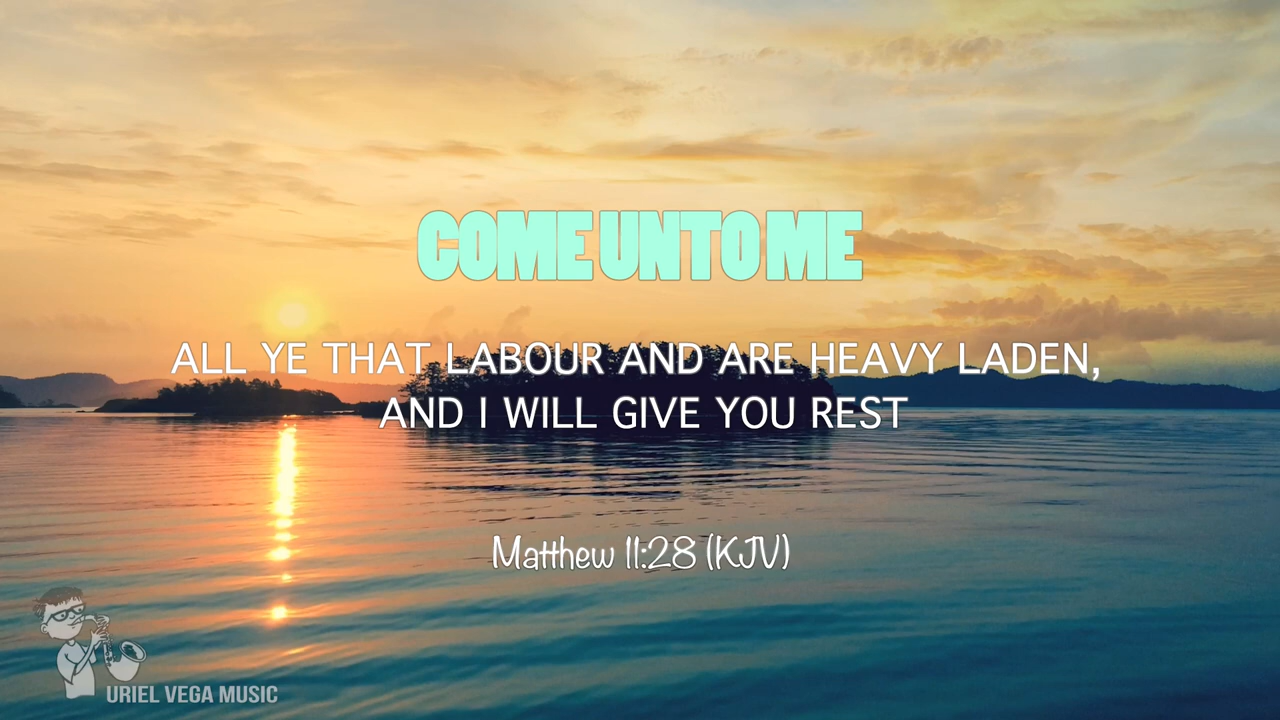 COME UNTO ME
ALL YE THAT LABOUR AND ARE HEAVY LADEN,
AND I WILL GIVE YOU REST
Matthew 11:28 (KJV)
URIEL VEGA MUSIC